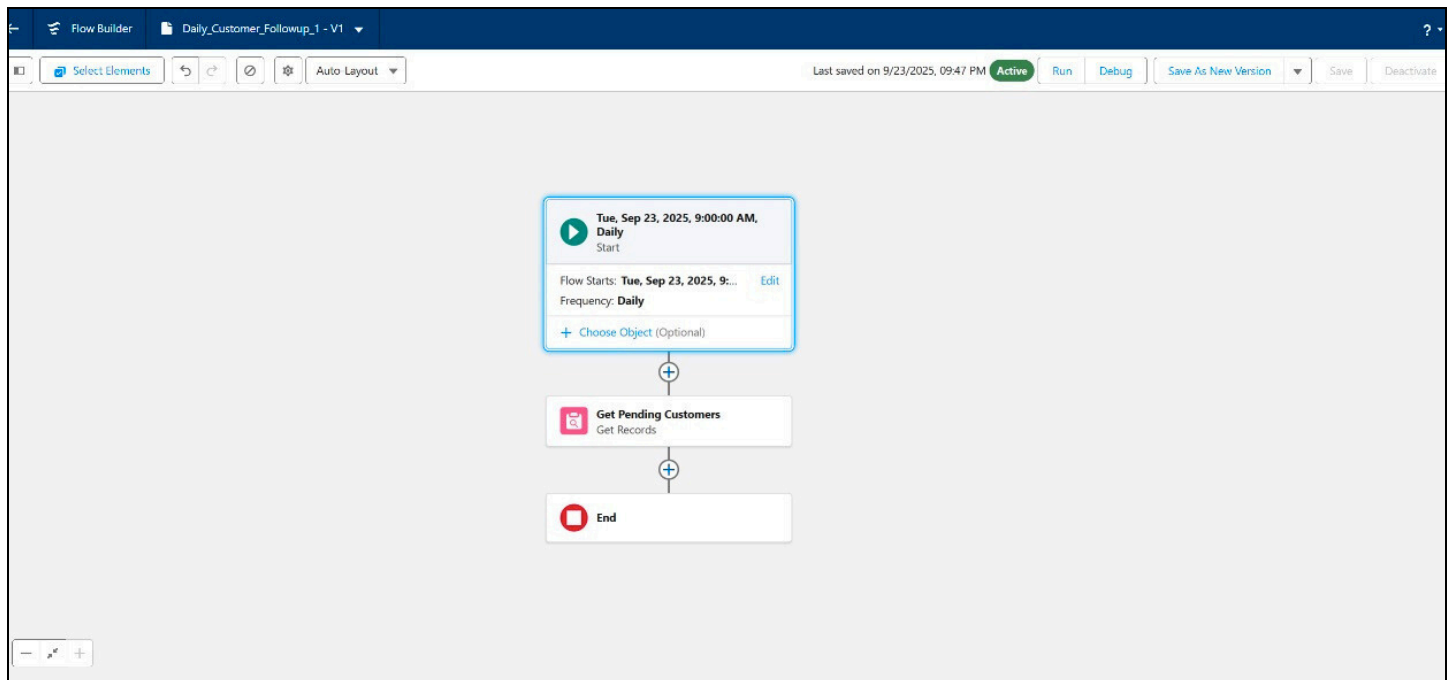 Flow Builder Daily_Customer_Followup_1 - V1 ?
Select Elements Auto Layout Last saved on 9/23/2025, 09:47 PM Active Run Debug Save As New Version Save Deactivate
Tue, Sep 23, 2025, 9:00:00 AM,
Daily
Start
Flow Starts: Tue, Sep 23, 2025, 9:... Edit
Frequency: Daily
+ Choose Object (Optional)
Get Pending Customers
Get Records
End